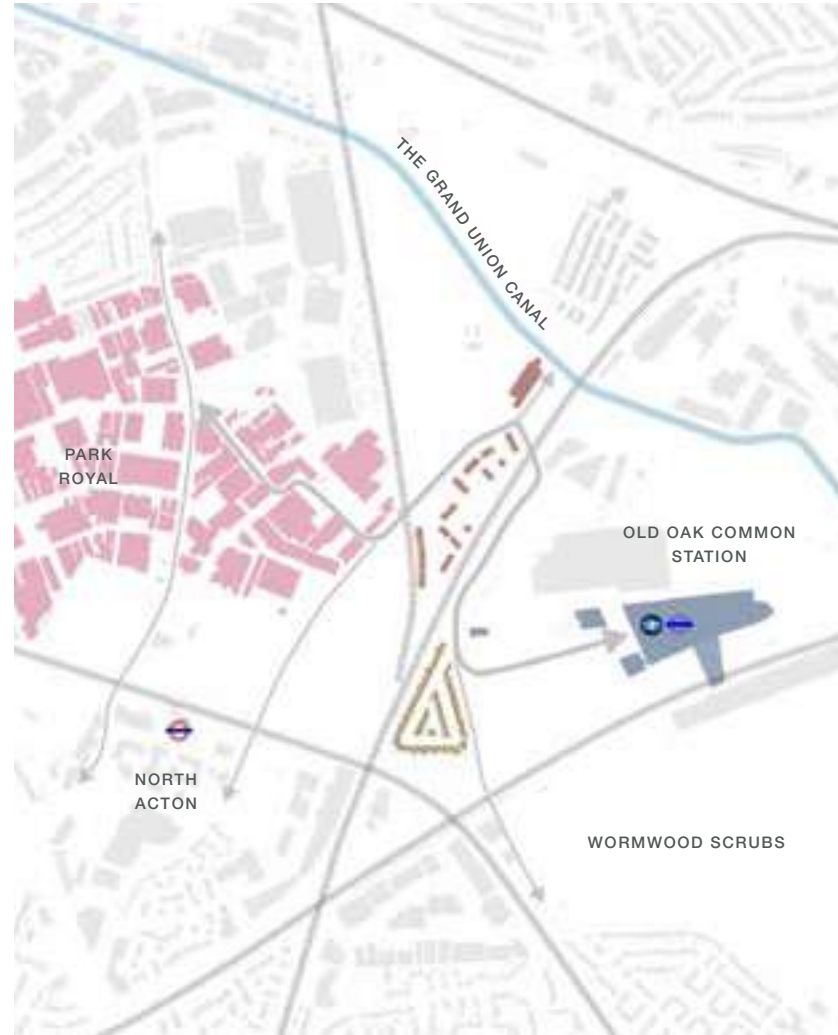 THE GRAND UNION CANAL
PARK
ROYAL
OLD OAK COMMON
STATION
NORTH
ACTON
WORMWOOD SCRUBS